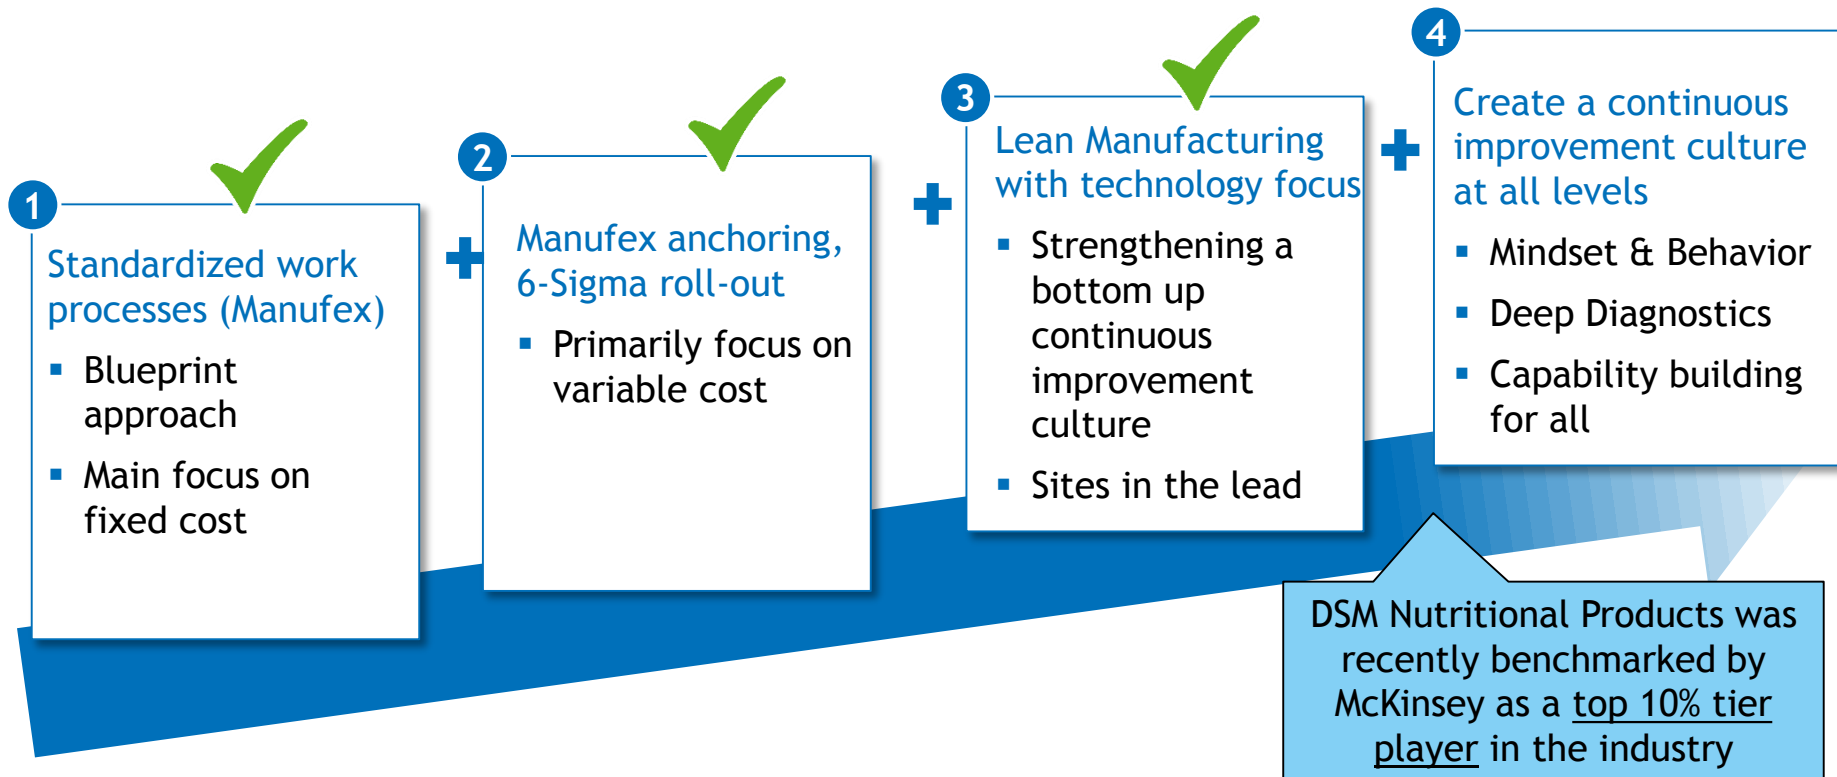 1
Standardized work
processes (Manufex)
▪ Blueprint
approach
▪ Main focus on
fixed cost
+
2
Manufex anchoring,
6-Sigma roll-out
▪ Primarily focus on
variable cost
+
3
Lean Manufacturing
with technology focus
▪ Strengthening a
bottom up
continuous
improvement
culture
▪ Sites in the lead
+
4
Create a continuous
improvement culture
at all levels
▪ Mindset & Behavior
▪ Deep Diagnostics
▪ Capability building
for all
DSM Nutritional Products was
recently benchmarked by
McKinsey as a top 10% tier
player in the industry